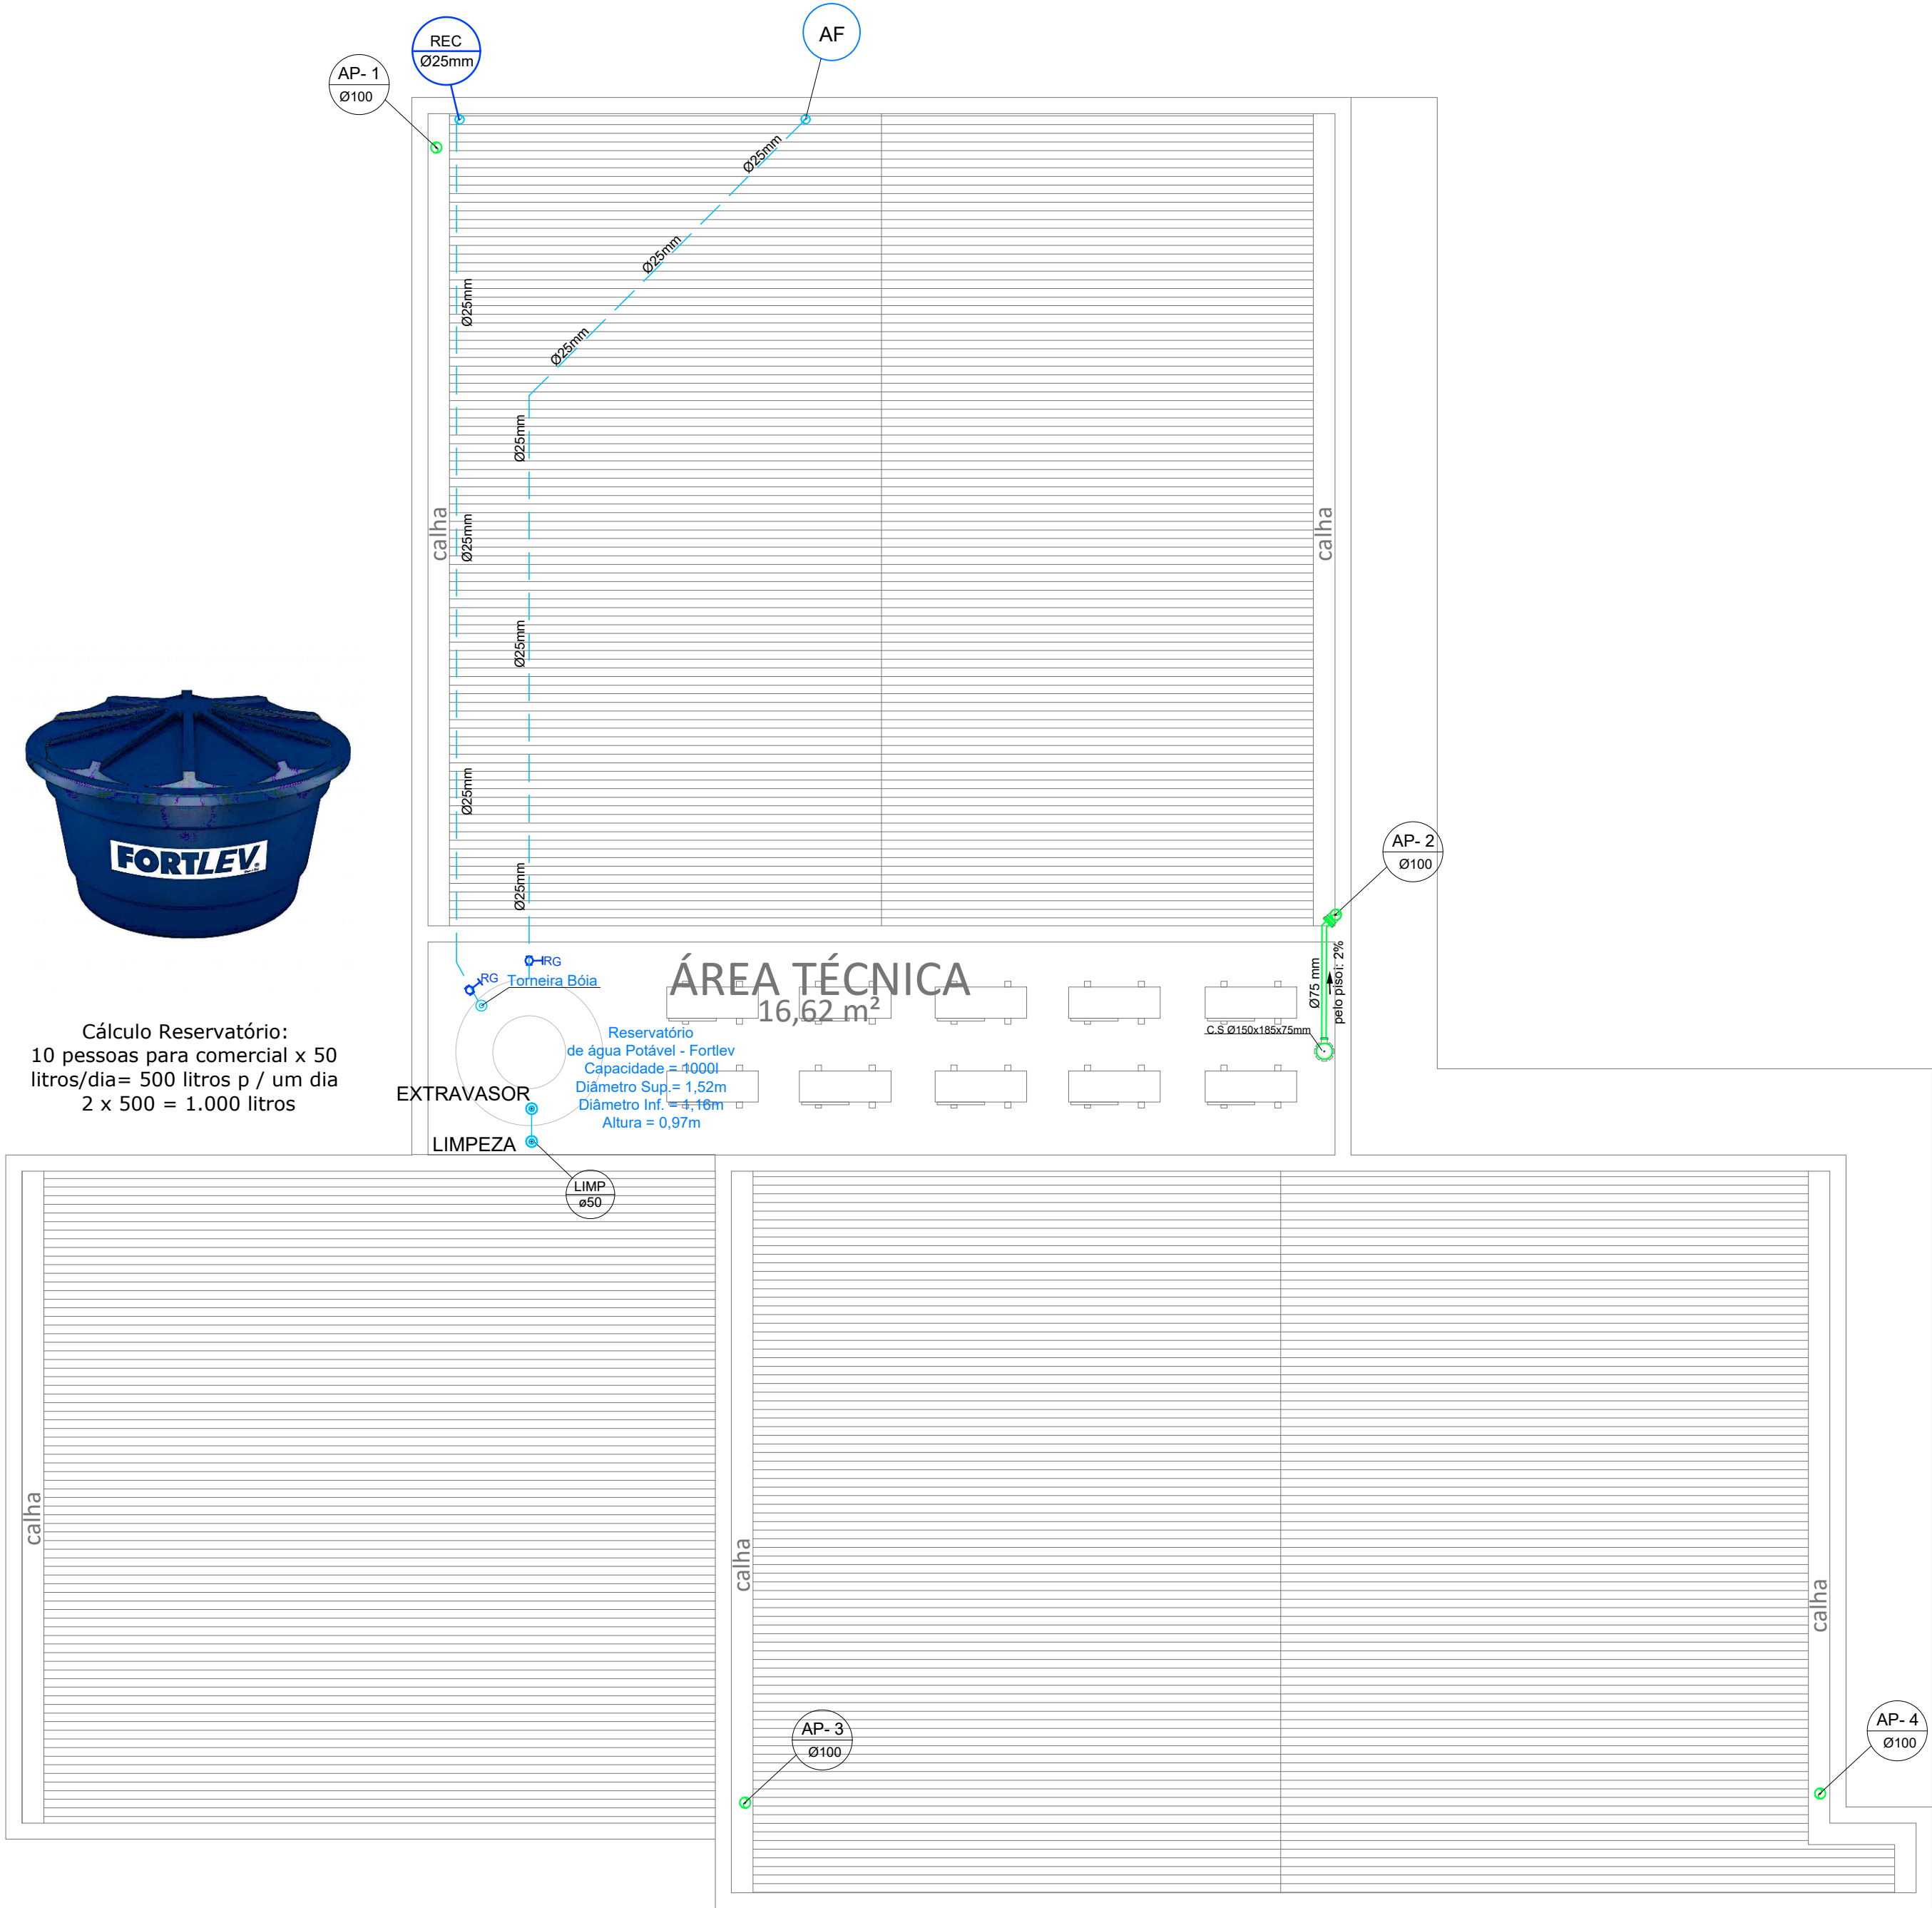 REC
Ø25mm
AF
AP- 1
Ø100
Ø25mm
Ø25mm
Ø25mm
Ø25mm
Ø25mm
Ø25mm
Ø25mm
Ø25mm
Ø25mm
calha
calha
FORTLEV
AP- 2
Ø100
Cálculo Reservatório:
10 pessoas para comercial x 50
litros/dia= 500 litros p / um dia
2 x 500 = 1.000 litros
RG
RG
Torneira Bóia
ÁREA TÉCNICA
16,62 m²
Ø75 mm
pelo piso i: 2%
C.S Ø150x185x75mm
Reservatório
de água Potável - Fortlev
Capacidade = 1000l
Diâmetro Sup.= 1,52m
Diâmetro Inf. = 1,16m
Altura = 0,97m
EXTRAVASOR
LIMPEZA
LIMP
ø50
calha
calha
calha
AP- 3
Ø100
AP- 4
Ø100